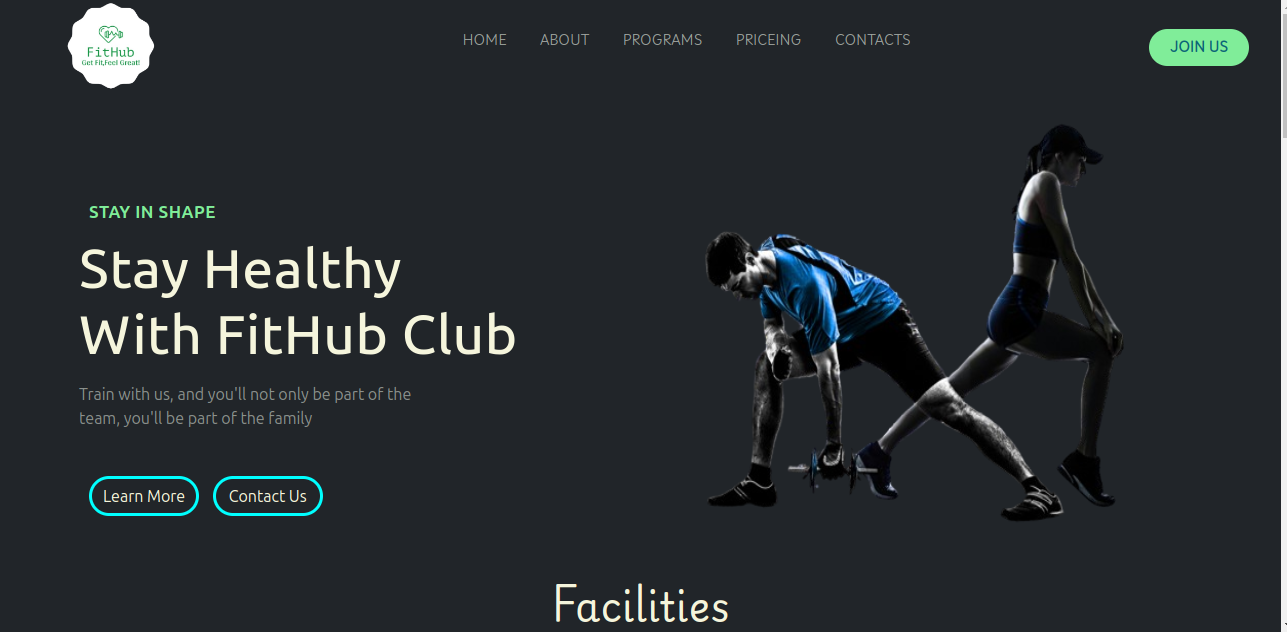 FitHub
Get Fit,Feel Great!
HOME ABOUT PROGRAMS PRICEING CONTACTS
JOIN US
STAY IN SHAPE
Stay Healthy
With FitHub Club
Train with us, and you'll not only be part of the
team, you'll be part of the family
Learn More Contact Us
Facilities